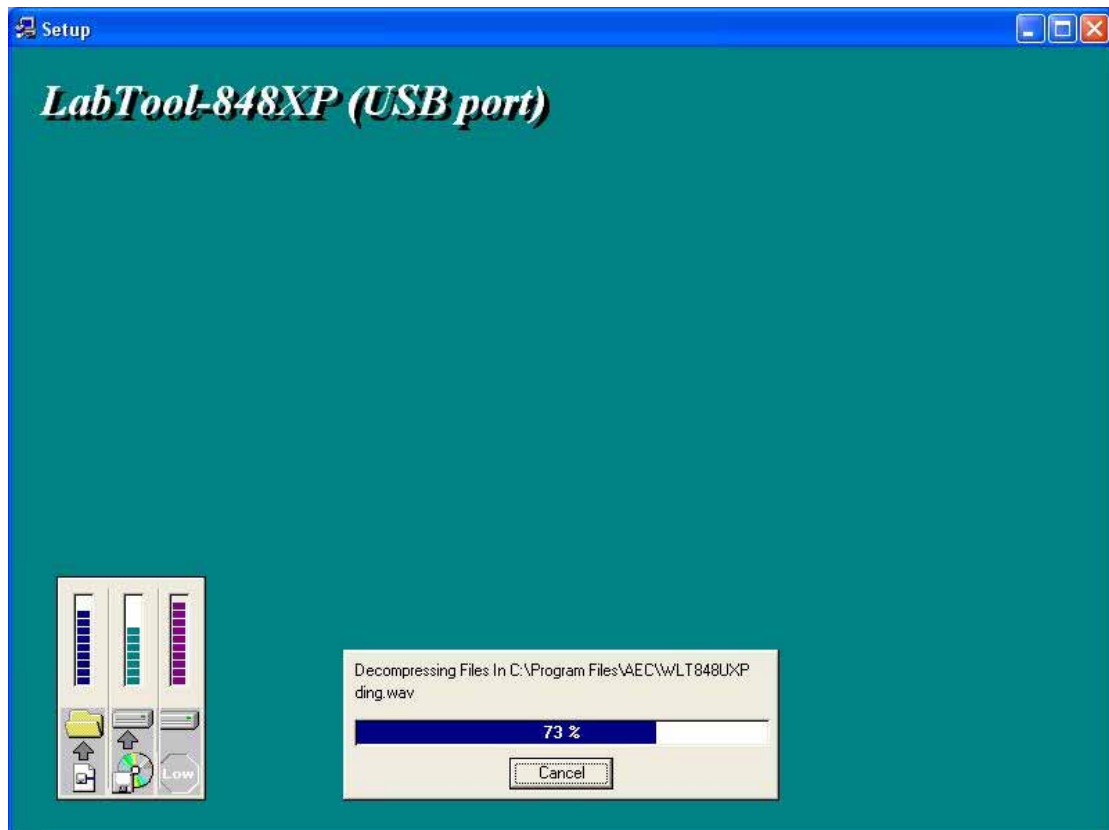 Setup
LabTool-848XP (USB port)
Decompressing Files In C:\Program Files\AEC\WLT848UXP
ding.wav
73 %
Cancel
Low